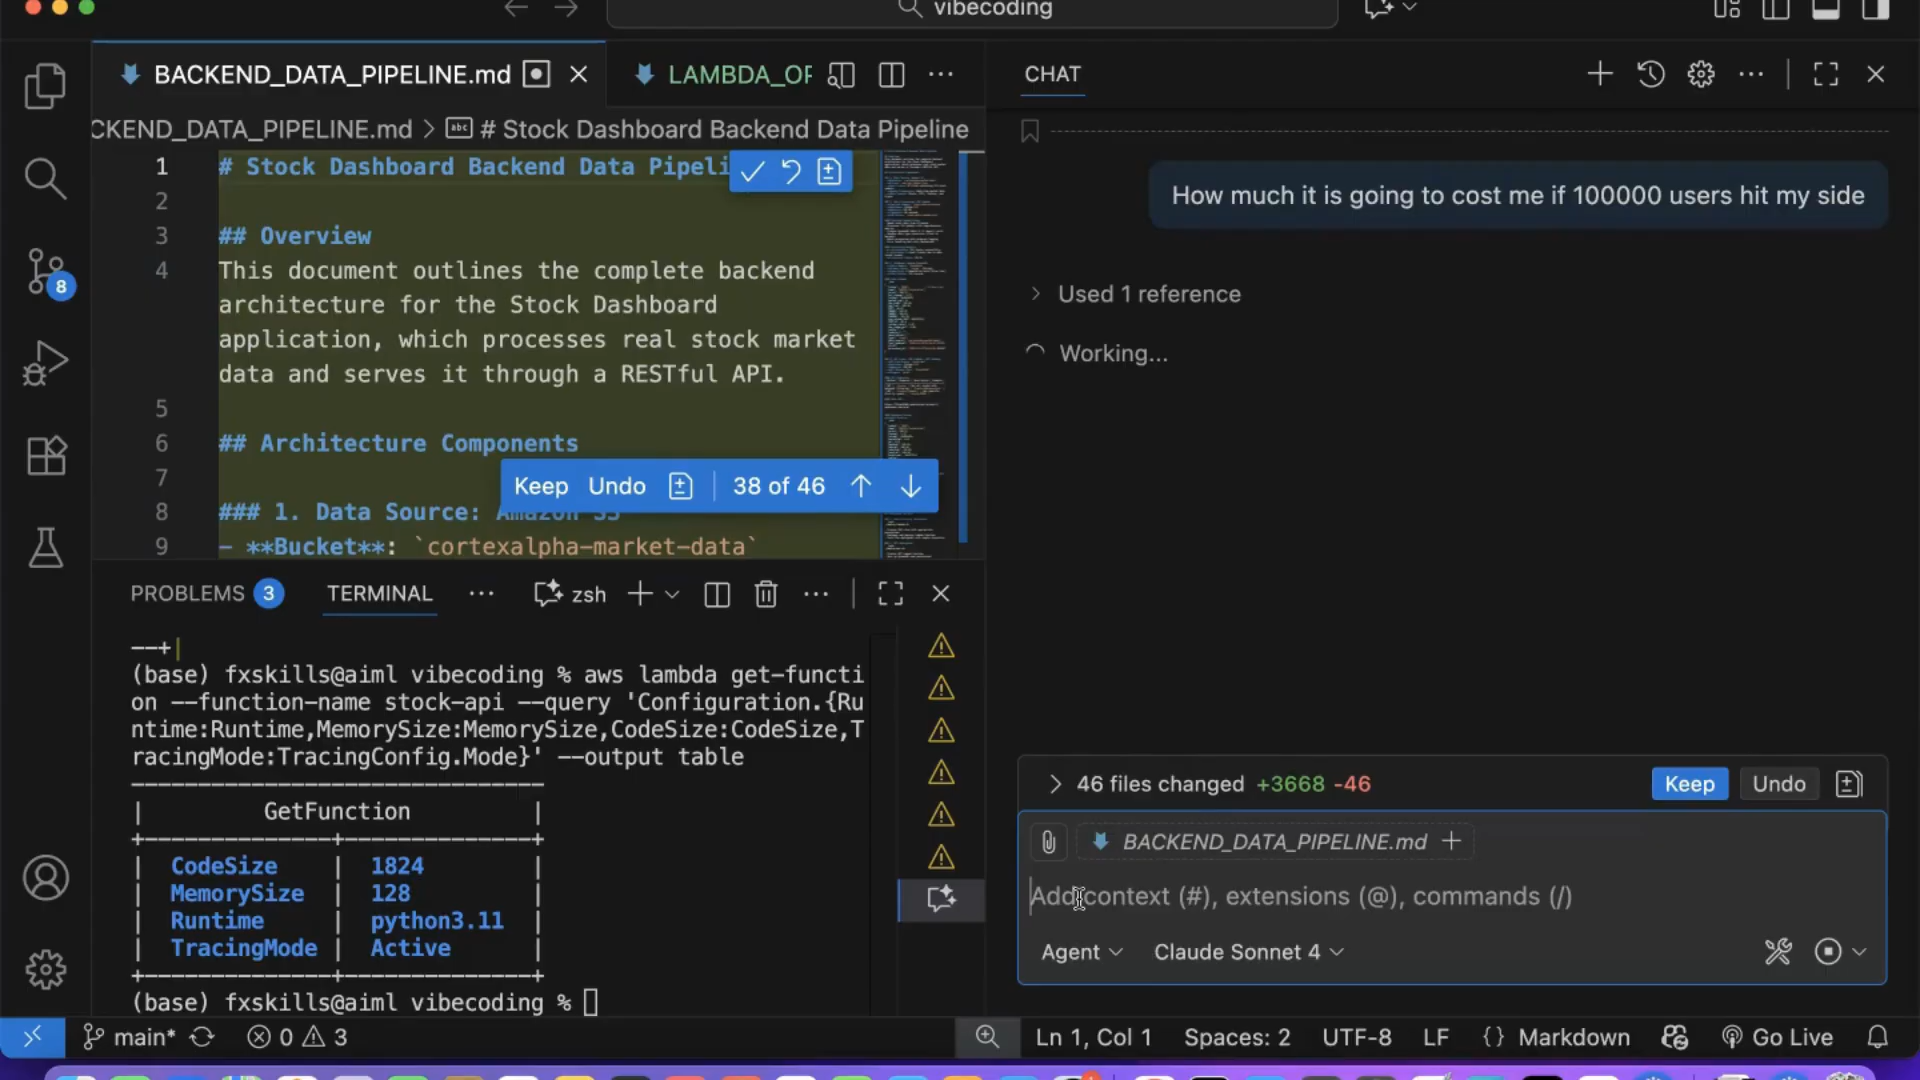 vibecoding
BACKEND_DATA_PIPELINE.md
LAMBDA_OF
CKEND_DATA_PIPELINE.md > # Stock Dashboard Backend Data Pipeline
1 # Stock Dashboard Backend Data Pipeli
2
3 ## Overview
4 This document outlines the complete backend
architecture for the Stock Dashboard
application, which processes real stock market
data and serves it through a RESTful API.
5
6 ## Architecture Components
7
Keep Undo 38 of 46
8 ### 1. Data Source: Amazon S3
9 - **Bucket**: `cortexalpha-market-data`
8
PROBLEMS 3 TERMINAL ... zsh
--+
(base) fxskills@aiml vibecoding % aws lambda get-functi
on --function-name stock-api --query 'Configuration.{Ru
ntime:Runtime,MemorySize:MemorySize,CodeSize:CodeSize,T
racingMode:TracingConfig.Mode}' --output table
-------------------------------
| GetFunction |
+--------------+--------------+
| CodeSize | 1824 |
| MemorySize | 128 |
| Runtime | python3.11 |
| TracingMode | Active |
+--------------+--------------+
(base) fxskills@aiml vibecoding %
CHAT
How much it is going to cost me if 100000 users hit my side
> Used 1 reference
Working...
> 46 files changed +3668 -46 Keep Undo
BACKEND_DATA_PIPELINE.md +
Add context (#), extensions (@), commands (/)
Agent Claude Sonnet 4
main* 0 3 Ln 1, Col 1 Spaces: 2 UTF-8 LF {} Markdown Go Live